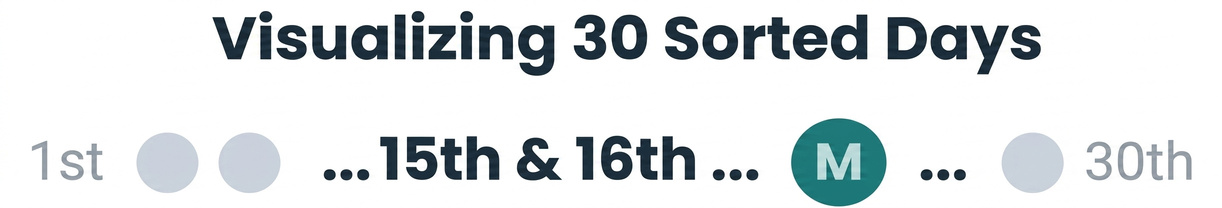 Visualizing 30 Sorted Days
1st ...15th & 16th ... M ... 30th